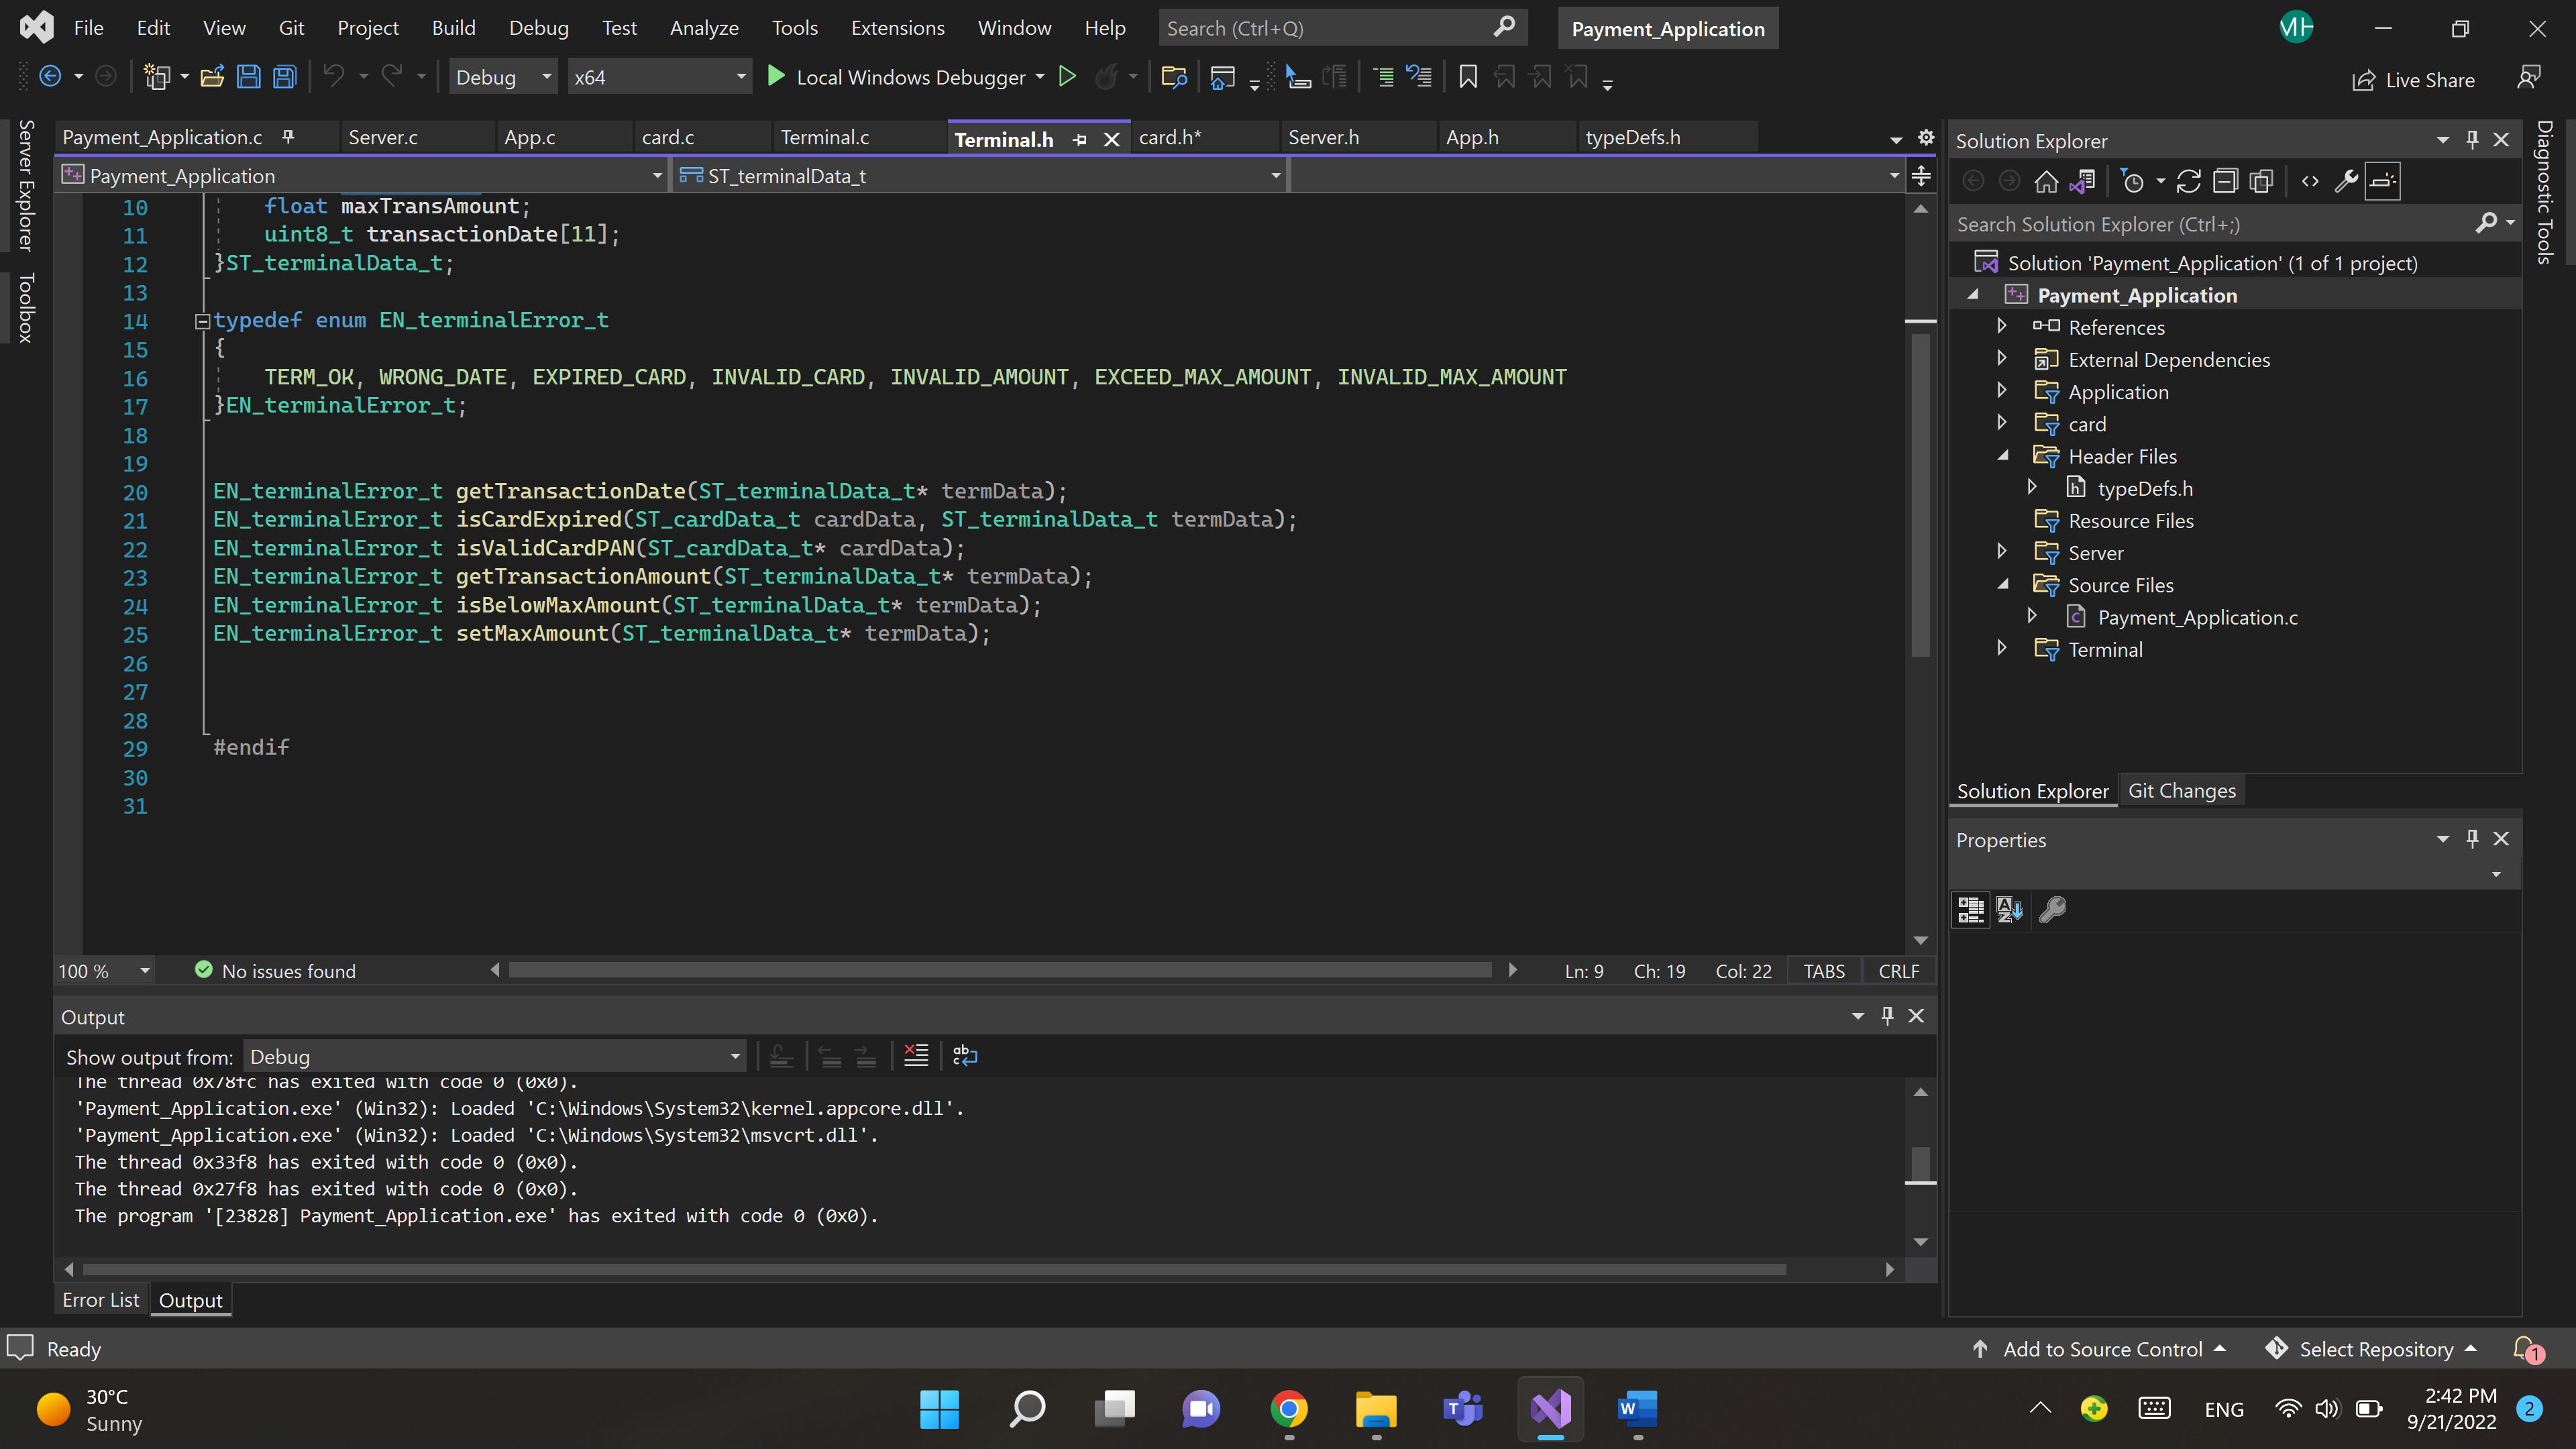 File Edit View Git Project Build Debug Test Analyze Tools Extensions Window Help Search (Ctrl+Q) Payment_Application MH
Debug x64 Local Windows Debugger Live Share
Server Explorer
Toolbox
Payment_Application.c Server.c App.c card.c Terminal.c Terminal.h card.h* Server.h App.h typeDefs.h
Payment_Application ST_terminalData_t
10 float maxTransAmount;
11 uint8_t transactionDate[11];
12 }ST_terminalData_t;
13
14 typedef enum EN_terminalError_t
15 {
16 TERM_OK, WRONG_DATE, EXPIRED_CARD, INVALID_CARD, INVALID_AMOUNT, EXCEED_MAX_AMOUNT, INVALID_MAX_AMOUNT
17 }EN_terminalError_t;
18
19
20 EN_terminalError_t getTransactionDate(ST_terminalData_t* termData);
21 EN_terminalError_t isCardExpired(ST_cardData_t cardData, ST_terminalData_t termData);
22 EN_terminalError_t isValidCardPAN(ST_cardData_t* cardData);
23 EN_terminalError_t getTransactionAmount(ST_terminalData_t* termData);
24 EN_terminalError_t isBelowMaxAmount(ST_terminalData_t* termData);
25 EN_terminalError_t setMaxAmount(ST_terminalData_t* termData);
26
27
28
29 #endif
30
31
100 % No issues found Ln: 9 Ch: 19 Col: 22 TABS CRLF
Output
Show output from: Debug
The thread 0x78fc has exited with code 0 (0x0).
'Payment_Application.exe' (Win32): Loaded 'C:\Windows\System32\kernel.appcore.dll'.
'Payment_Application.exe' (Win32): Loaded 'C:\Windows\System32\msvcrt.dll'.
The thread 0x33f8 has exited with code 0 (0x0).
The thread 0x27f8 has exited with code 0 (0x0).
The program '[23828] Payment_Application.exe' has exited with code 0 (0x0).
Error List Output
Solution Explorer
Search Solution Explorer (Ctrl+;)
Solution 'Payment_Application' (1 of 1 project)
Payment_Application
References
External Dependencies
Application
card
Header Files
typeDefs.h
Resource Files
Server
Source Files
Payment_Application.c
Terminal
Solution Explorer Git Changes
Properties
Diagnostic Tools
Ready Add to Source Control Select Repository 1
30°C
Sunny
ENG
2:42 PM
9/21/2022
2